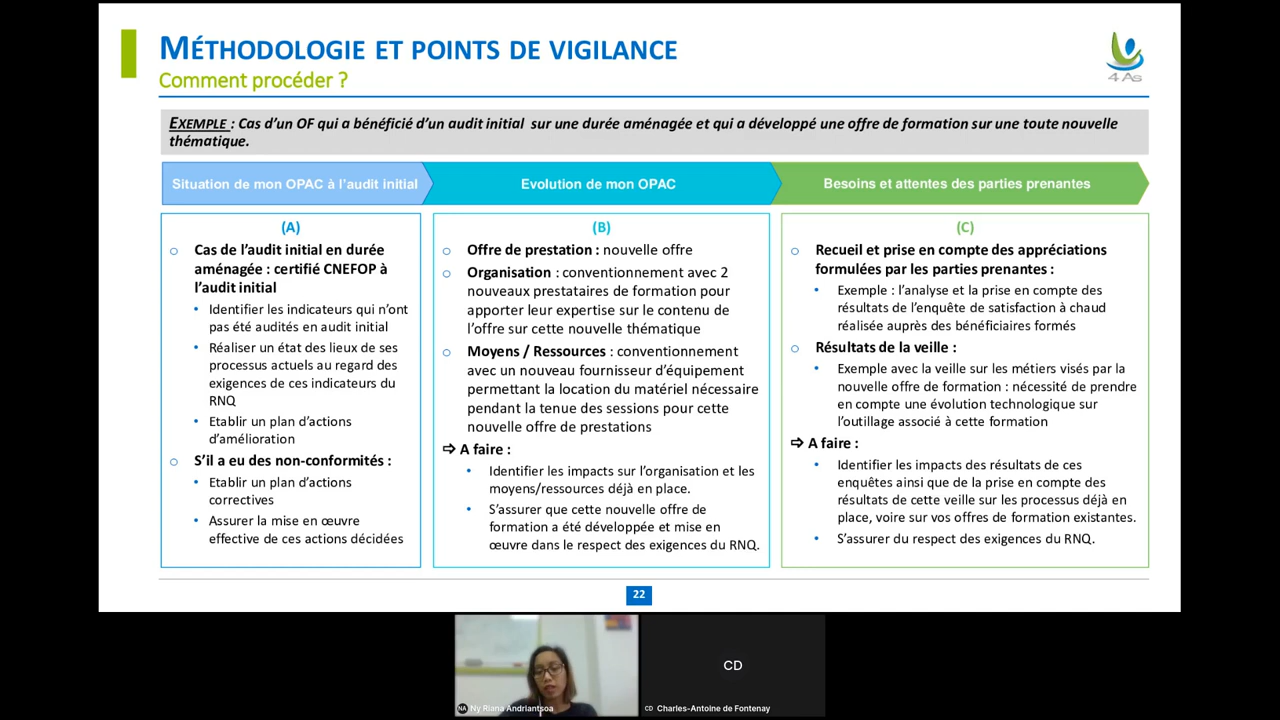 MÉTHODOLOGIE ET POINTS DE VIGILANCE
Comment procéder ?
4 As
EXEMPLE : Cas d’un OF qui a bénéficié d’un audit initial sur une durée aménagée et qui a développé une offre de formation sur une toute nouvelle
thématique.
Situation de mon OPAC à l’audit initial
Evolution de mon OPAC
Besoins et attentes des parties prenantes
(A)
Cas de l’audit initial en durée
aménagée : certifié CNEFOP à
l’audit initial
Identifier les indicateurs qui n’ont
pas été audités en audit initial
Réaliser un état des lieux de ses
processus actuels au regard des
exigences de ces indicateurs du
RNQ
Etablir un plan d’actions
d’amélioration
S’il a eu des non-conformités :
Etablir un plan d’actions
correctives
Assurer la mise en œuvre
effective de ces actions décidées
(B)
Offre de prestation : nouvelle offre
Organisation : conventionnement avec 2
nouveaux prestataires de formation pour
apporter leur expertise sur le contenu de
l’offre sur cette nouvelle thématique
Moyens / Ressources : conventionnement
avec un nouveau fournisseur d’équipement
permettant la location du matériel nécessaire
pendant la tenue des sessions pour cette
nouvelle offre de prestations
⇨ A faire :
Identifier les impacts sur l’organisation et les
moyens/ressources déjà en place.
S’assurer que cette nouvelle offre de
formation a été développée et mise en
œuvre dans le respect des exigences du RNQ.
(C)
Recueil et prise en compte des appréciations
formulées par les parties prenantes :
Exemple : l’analyse et la prise en compte des
résultats de l’enquête de satisfaction à chaud
réalisée auprès des bénéficiaires formés
Résultats de la veille :
Exemple avec la veille sur les métiers visés par la
nouvelle offre de formation : nécessité de prendre
en compte une évolution technologique sur
l’outillage associé à cette formation
⇨ A faire :
Identifier les impacts des résultats de ces
enquêtes ainsi que de la prise en compte des
résultats de cette veille sur les processus déjà en
place, voire sur vos offres de formation existantes.
S’assurer du respect des exigences du RNQ.
22
CD
NA Ny Riana Andriantsoa
CD Charles-Antoine de Fontenay